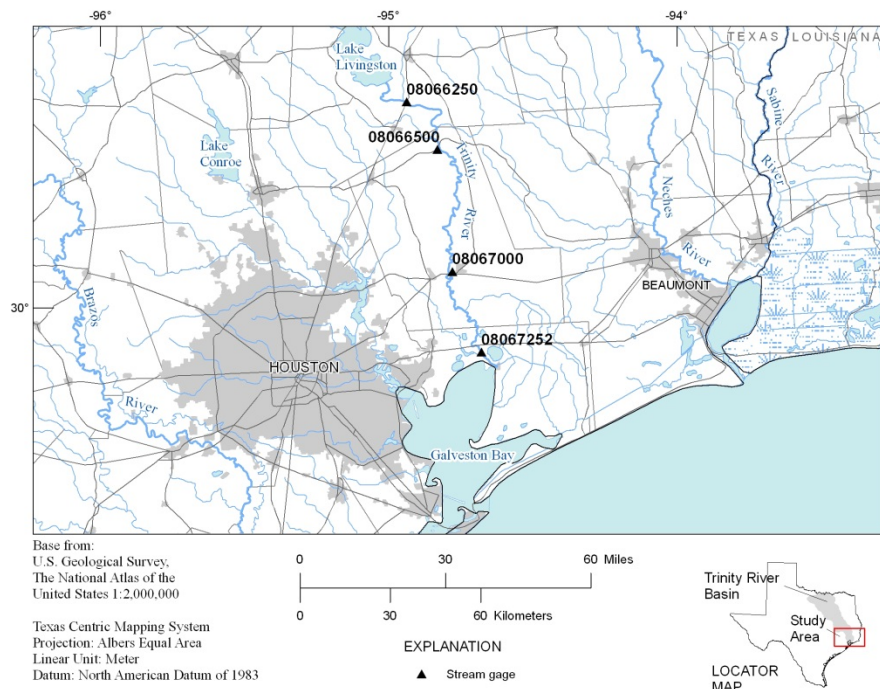 -96
-95
-94
TEXAS
LOUISIANA
Lake
Livingston
08066250
Sabine
River
08066500
Trinity
River
Lake
Conroe
Neches
River
08067000
BEAUMONT
30°
Brazos
River
08067252
HOUSTON
Galveston Bay
Base from:
U.S. Geological Survey,
The National Atlas of the
United States 1:2,000,000
Texas Centric Mapping System
Projection: Albers Equal Area
Linear Unit: Meter
Datum: North American Datum of 1983
0 30 60 Miles
0 30 60 Kilometers
EXPLANATION
Stream gage
Trinity River
Basin
Study
Area
LOCATOR
MAP